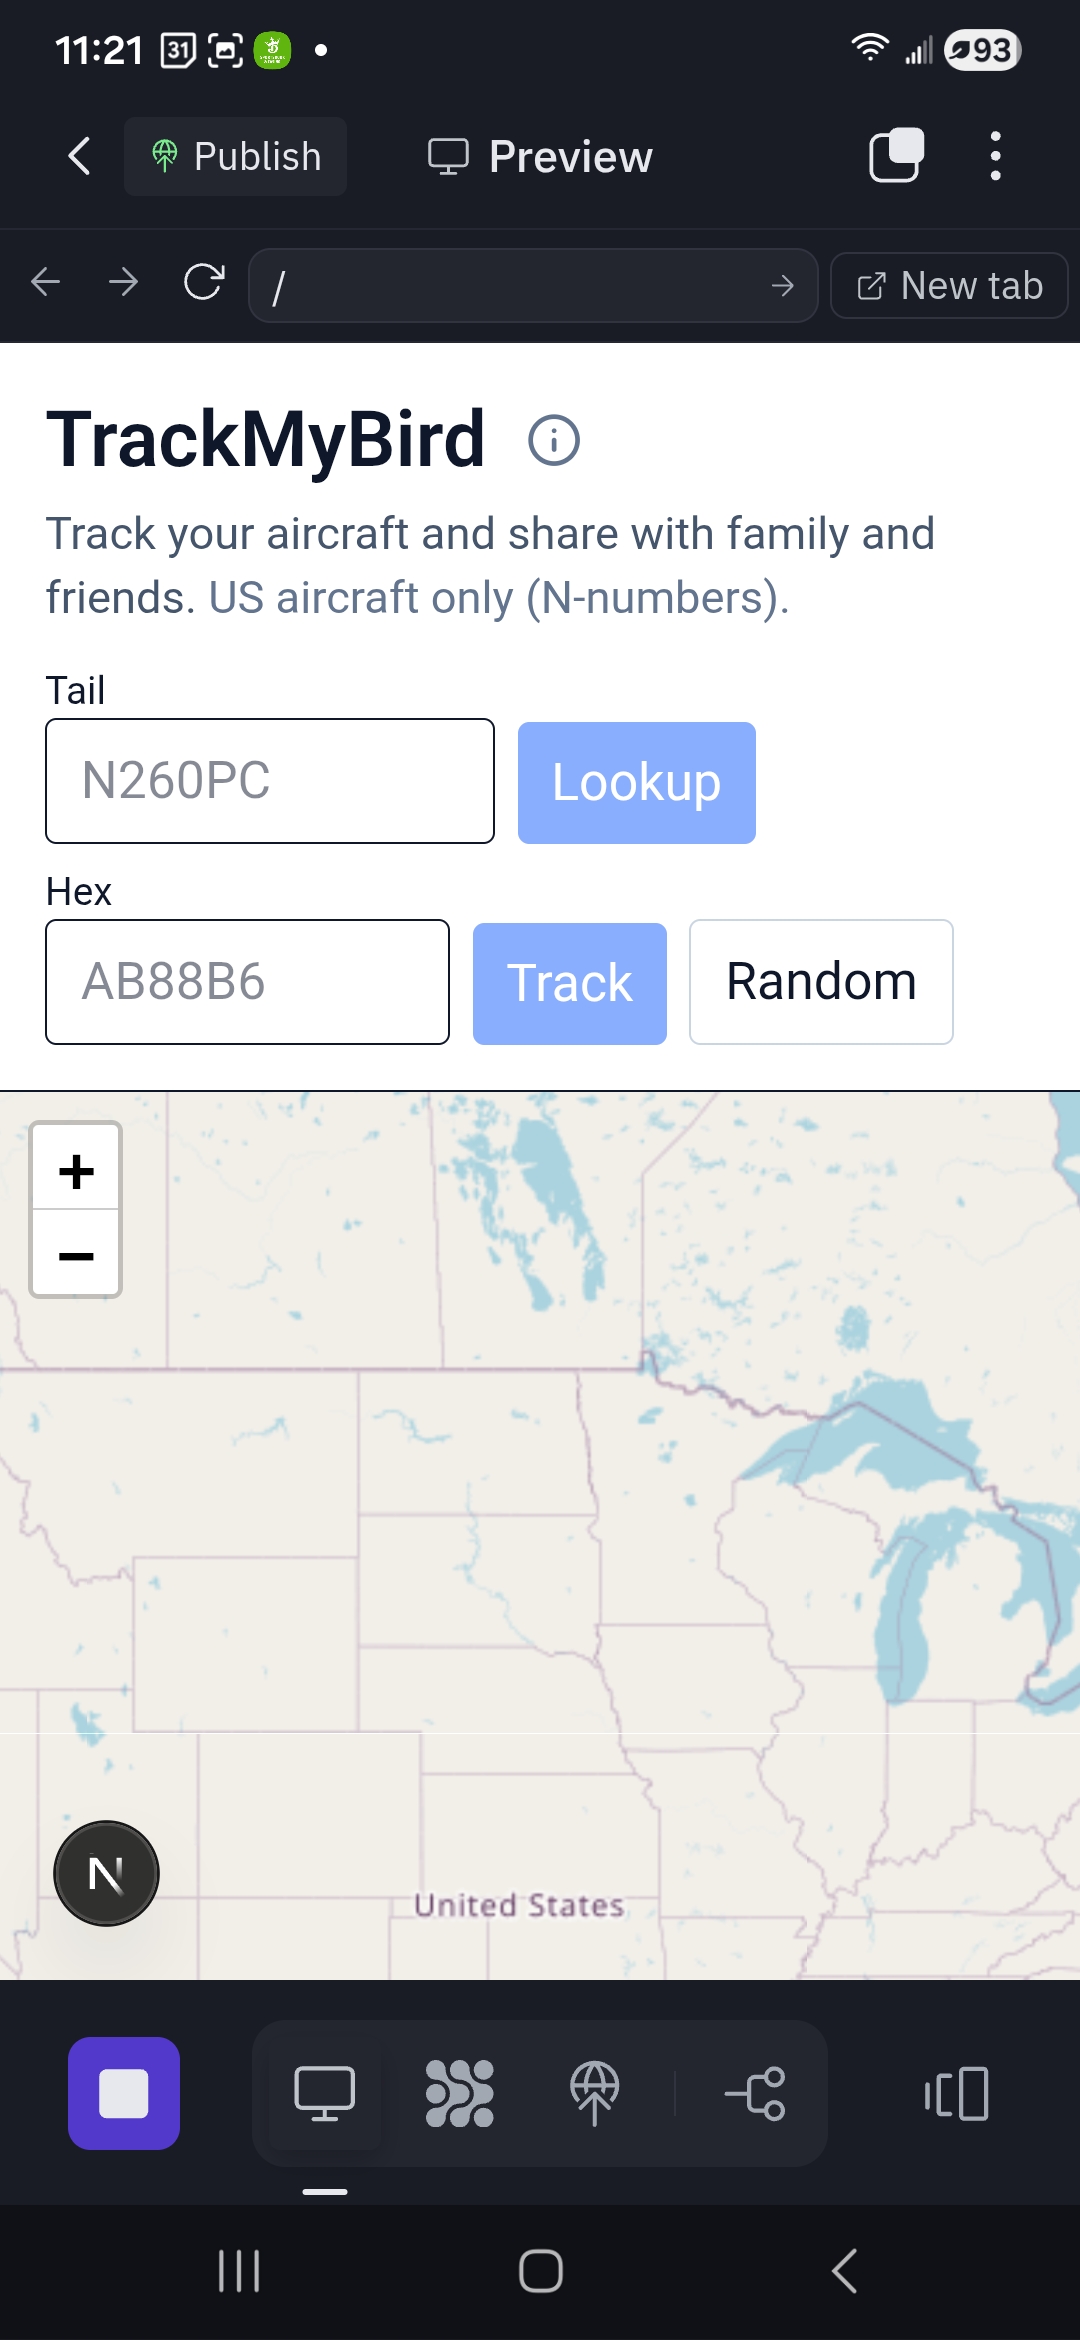 11:21
31
93
Publish
Preview
/
New tab
TrackMyBird
Track your aircraft and share with family and
friends. US aircraft only (N-numbers).
Tail
N260PC
Lookup
Hex
AB88B6
Track
Random
+
−
N
United States